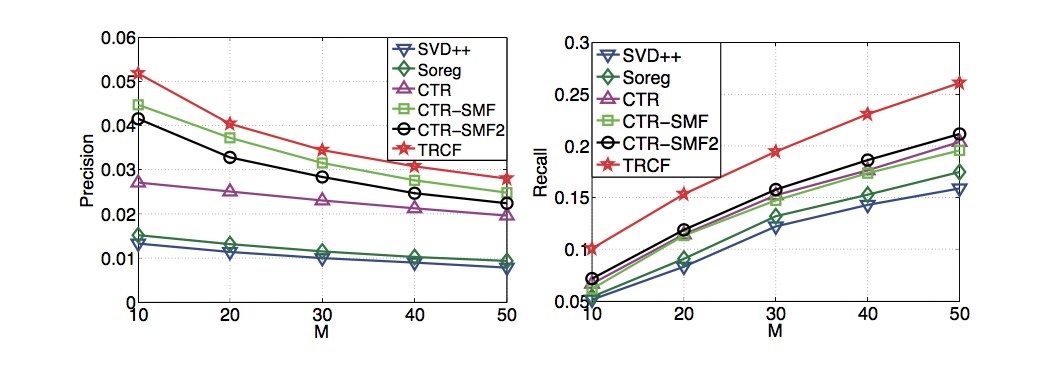 0.06
0.05
0.04
0.03
0.02
0.01
0
Precision
10 20 30 40 50
M
SVD++
Soreg
CTR
CTR-SMF
CTR-SMF2
TRCF
0.3
0.25
0.2
0.15
0.1
0.05
Recall
10 20 30 40 50
M
SVD++
Soreg
CTR
CTR-SMF
CTR-SMF2
TRCF